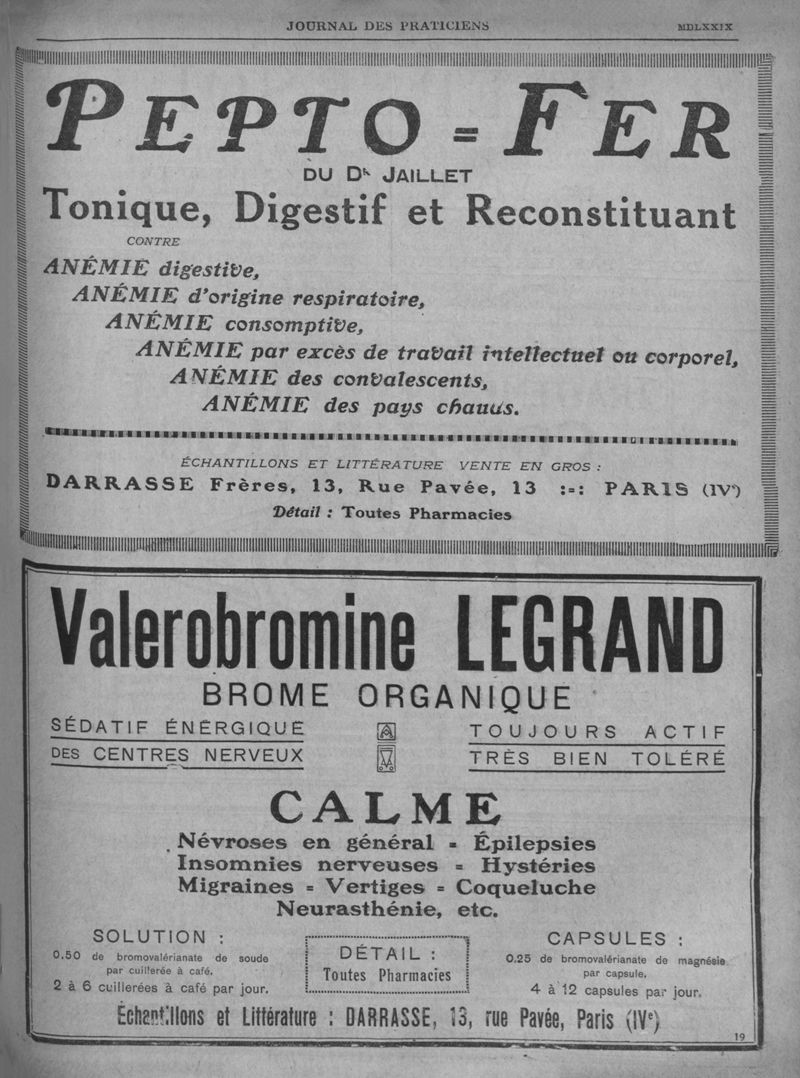 JOURNAL DES PRATICIENS
MDLXXIX
PEPTO=FER
DU Dr JAILLET
Tonique, Digestif et Reconstituant
CONTRE
ANÉMIE digestive,
ANÉMIE d'origine respiratoire,
ANÉMIE consomptive,
ANÉMIE par excès de travail intellectuel ou corporel,
ANÉMIE des convalescents,
ANÉMIE des pays chauds.
ÉCHANTILLONS ET LITTÉRATURE VENTE EN GROS :
DARRASSE Frères, 13, Rue Pavée, 13 :=: PARIS (IVe)
Détail : Toutes Pharmacies
Valerobromine LEGRAND
BROME ORGANIQUE
SÉDATIF ÉNERGIQUE
DES CENTRES NERVEUX
TOUJOURS ACTIF
TRÈS BIEN TOLÉRÉ
CALME
Névroses en général = Épilepsies
Insomnies nerveuses = Hystéries
Migraines = Vertiges = Coqueluche
Neurasthénie, etc.
SOLUTION :
0.50 de bromovalérianate de soude
par cuillerée à café.
2 à 6 cuillerées à café par jour.
DÉTAIL :
Toutes Pharmacies
CAPSULES :
0.25 de bromovalérianate de magnésie
par capsule.
4 à 12 capsules par jour.
Échantillons et Littérature : DARRASSE, 13, rue Pavée, Paris (IVe)
19